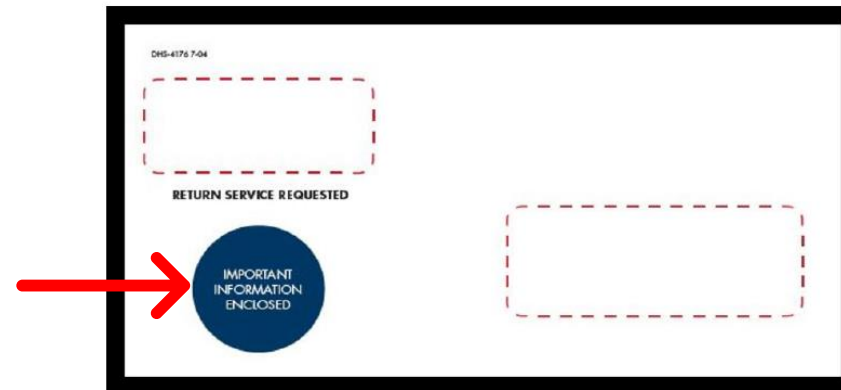 DHS-4176 7-04
RETURN SERVICE REQUESTED
IMPORTANT
INFORMATION
ENCLOSED